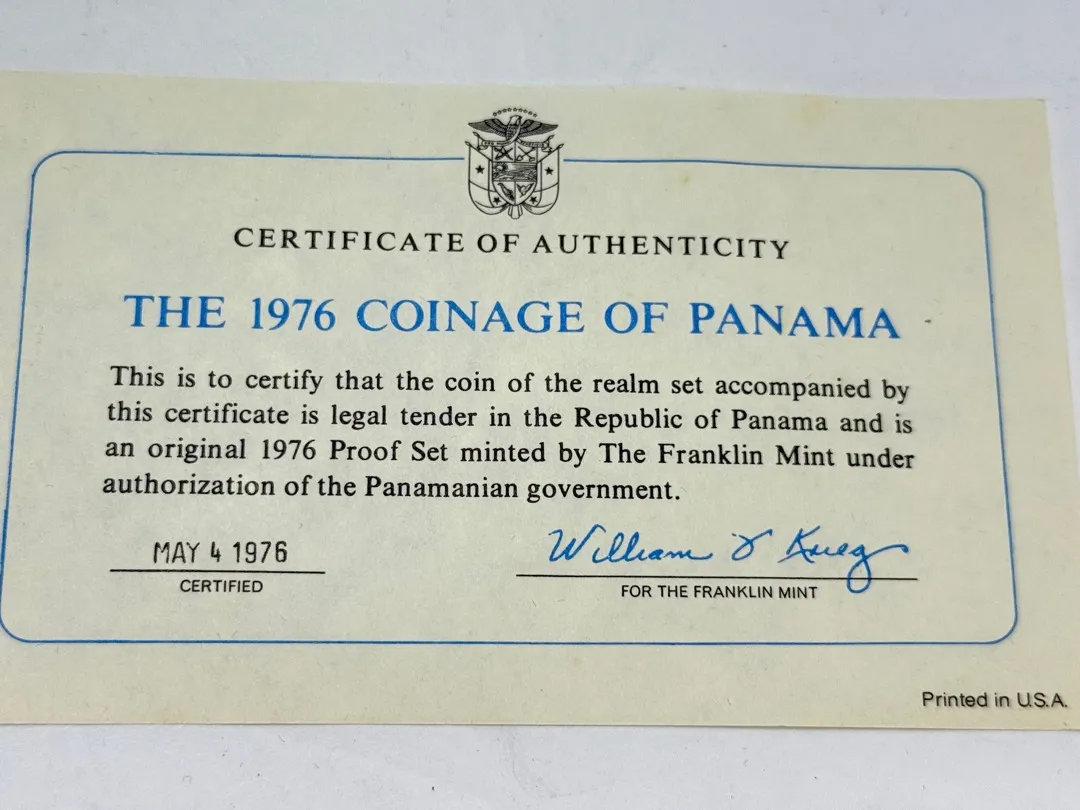 CERTIFICATE OF AUTHENTICITY
THE 1976 COINAGE OF PANAMA
This is to certify that the coin of the realm set accompanied by
this certificate is legal tender in the Republic of Panama and is
an original 1976 Proof Set minted by The Franklin Mint under
authorization of the Panamanian government.
MAY 4 1976
CERTIFIED
William
FOR THE FRANKLIN MINT
Printed in U.S.A.